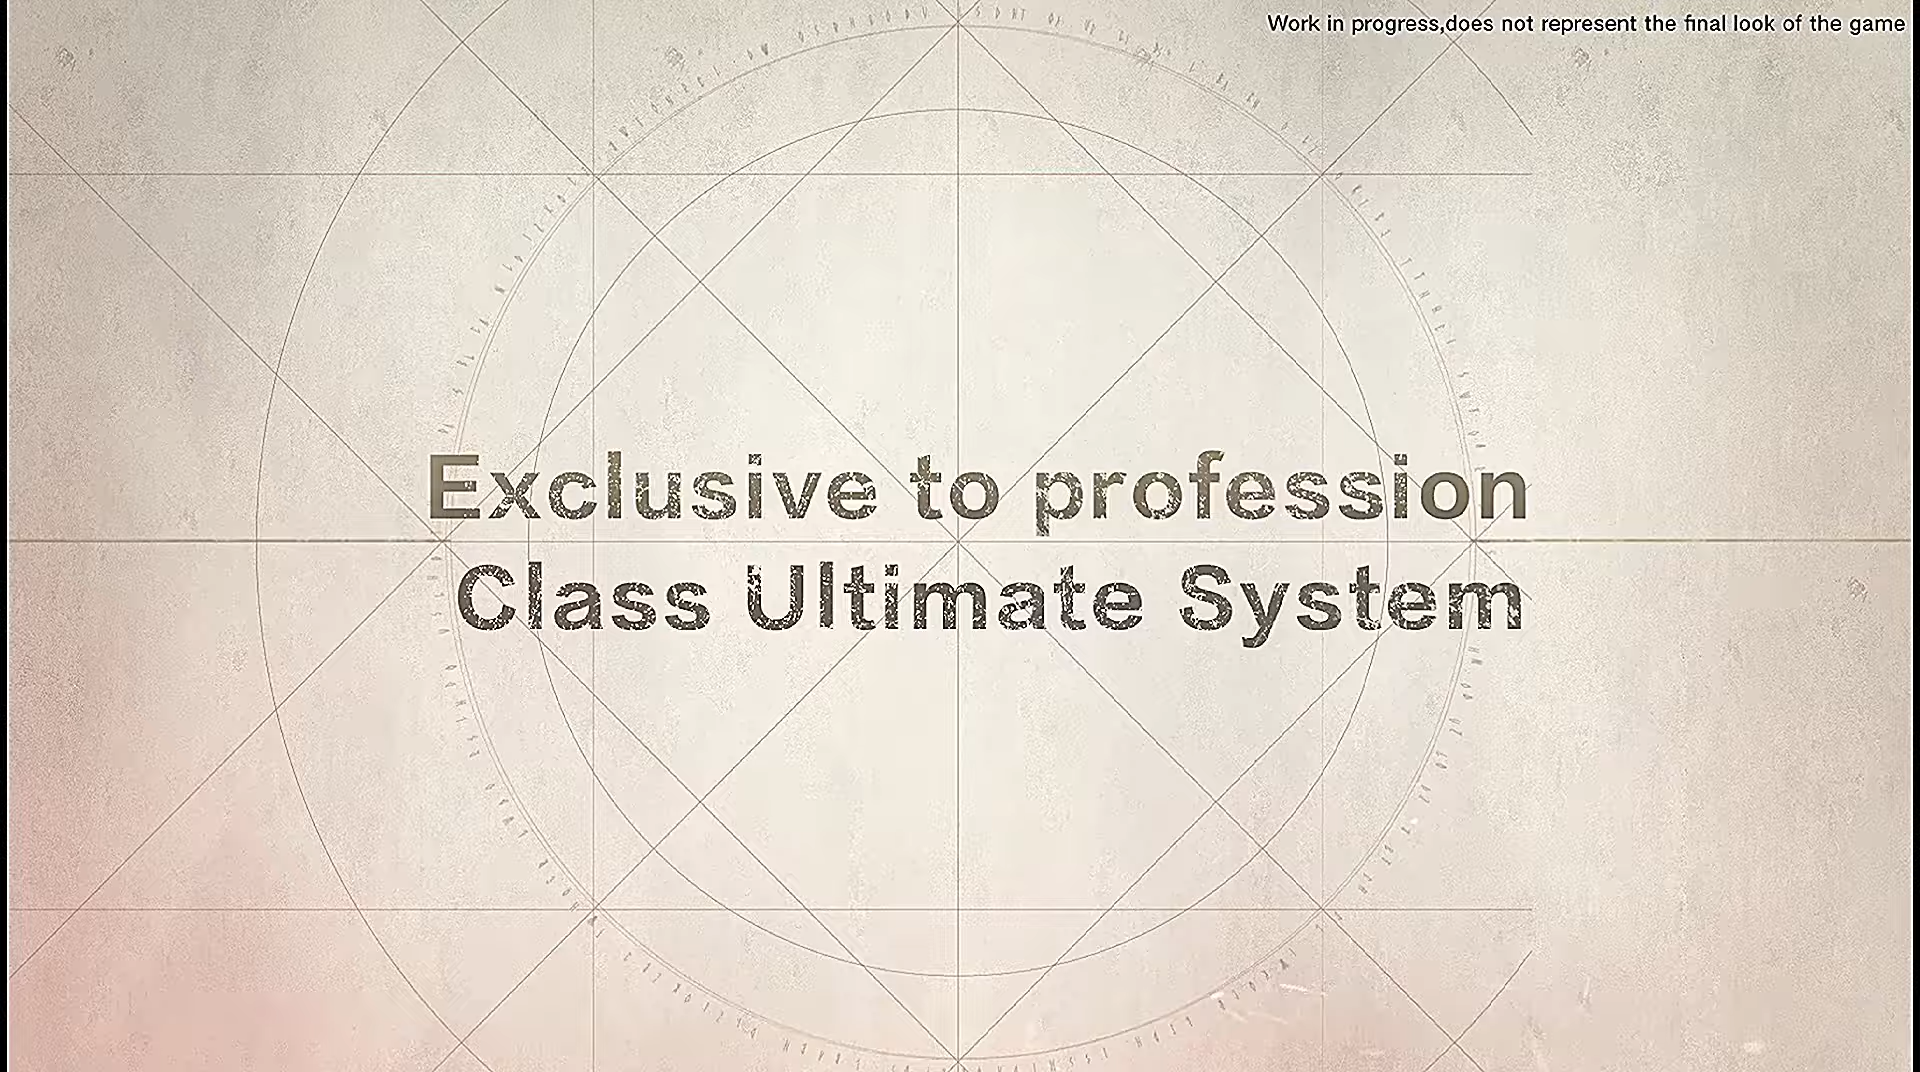 Work in progress,does not represent the final look of the game
Exclusive to profession
Class Ultimate System